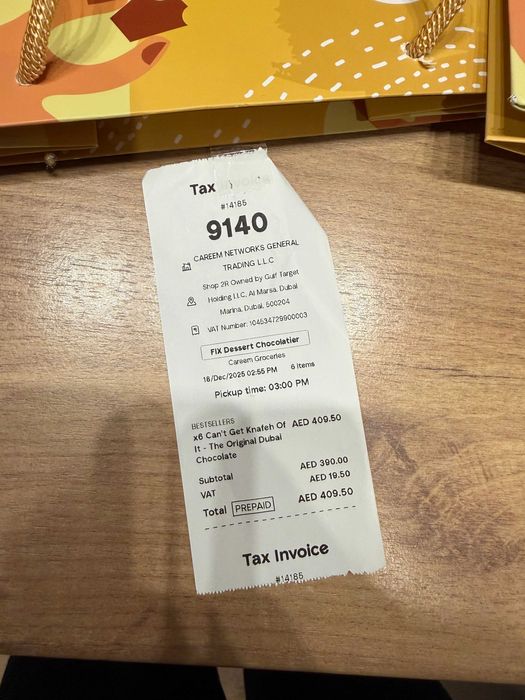 Tax Invoice
#14185
9140
CAREEM NETWORKS GENERAL
TRADING L.L.C
Shop 2R Owned by Gulf Target
Holding LLC, Al Marsa, Dubai
Marina, Dubai, 500204
VAT Number: 104534729900003
FIX Dessert Chocolatier
Careem Groceries
18/Dec/2025 02:55 PM 6 Items
Pickup time: 03:00 PM
BESTSELLERS
x6 Can't Get Knafeh Of AED 409.50
It - The Original Dubai
Chocolate
Subtotal AED 390.00
VAT AED 19.50
Total PREPAID AED 409.50
Tax Invoice
#14185